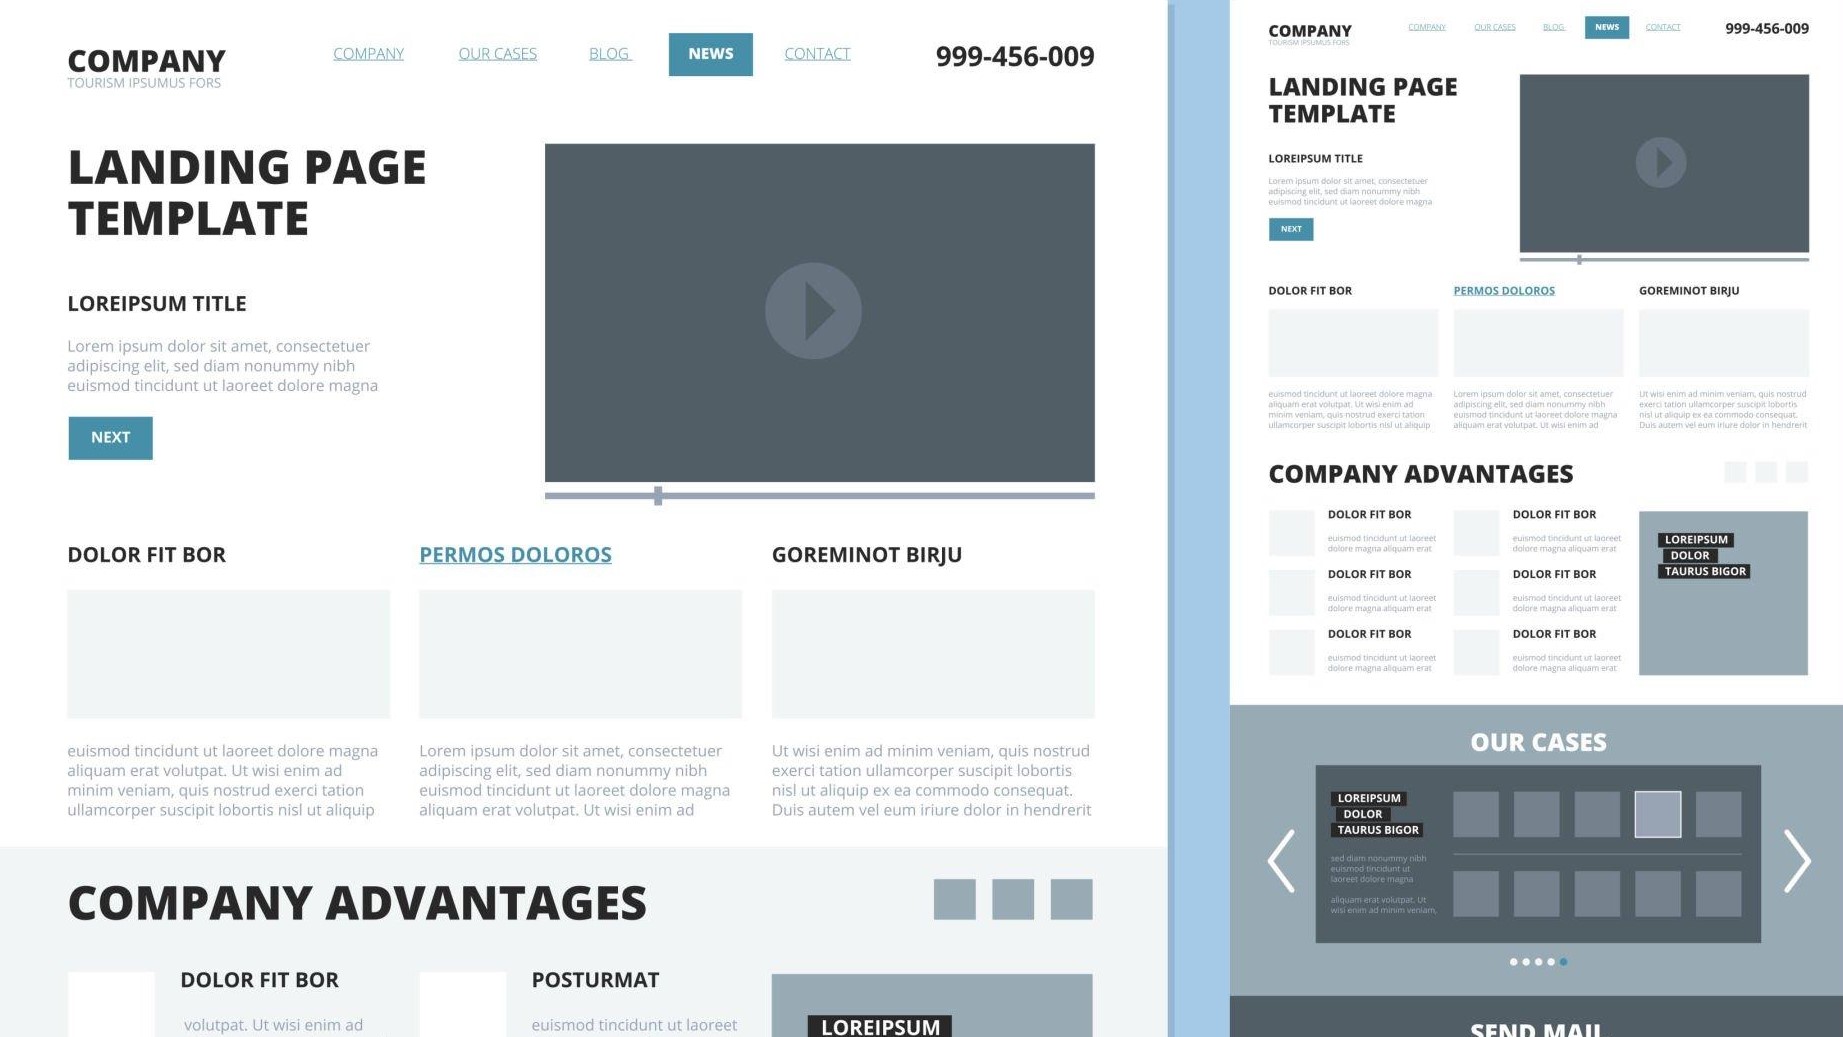 COMPANY
TOURISM IPSUMUS FORS
COMPANY
OUR CASES
BLOG
NEWS
CONTACT
999-456-009
LANDING PAGE
TEMPLATE
LOREIPSUM TITLE
Lorem ipsum dolor sit amet, consectetuer
adipiscing elit, sed diam nonummy nibh
euismod tincidunt ut laoreet dolore magna
NEXT
DOLOR FIT BOR
euismod tincidunt ut laoreet dolore magna
aliquam erat volutpat. Ut wisi enim ad
minim veniam, quis nostrud exerci tation
ullamcorper suscipit lobortis nisl ut aliquip
PERMOS DOLOROS
Lorem ipsum dolor sit amet, consectetuer
adipiscing elit, sed diam nonummy nibh
euismod tincidunt ut laoreet dolore magna
aliquam erat volutpat. Ut wisi enim ad
GOREMINOT BIRJU
Ut wisi enim ad minim veniam, quis nostrud
exerci tation ullamcorper suscipit lobortis
nisl ut aliquip ex ea commodo consequat.
Duis autem vel eum iriure dolor in hendrerit
COMPANY ADVANTAGES
DOLOR FIT BOR
volutpat. Ut wisi enim ad
POSTURMAT
euismod tincidunt ut laoreet
LOREIPSUM
COMPANY
TOURISM IPSUMUS FORS
COMPANY
OUR CASES
BLOG
NEWS
CONTACT
999-456-009
LANDING PAGE
TEMPLATE
LOREIPSUM TITLE
Lorem ipsum dolor sit amet, consectetuer
adipiscing elit, sed diam nonummy nibh
euismod tincidunt ut laoreet dolore magna
NEXT
DOLOR FIT BOR
euismod tincidunt ut laoreet dolore magna
aliquam erat volutpat. Ut wisi enim ad
minim veniam, quis nostrud exerci tation
ullamcorper suscipit lobortis nisl ut aliquip
PERMOS DOLOROS
Lorem ipsum dolor sit amet, consectetuer
adipiscing elit, sed diam nonummy nibh
euismod tincidunt ut laoreet dolore magna
aliquam erat volutpat. Ut wisi enim ad
GOREMINOT BIRJU
Ut wisi enim ad minim veniam, quis nostrud
exerci tation ullamcorper suscipit lobortis
nisl ut aliquip ex ea commodo consequat.
Duis autem vel eum iriure dolor in hendrerit
COMPANY ADVANTAGES
DOLOR FIT BOR
euismod tincidunt ut laoreet
dolore magna aliquam erat
DOLOR FIT BOR
euismod tincidunt ut laoreet
dolore magna aliquam erat
DOLOR FIT BOR
euismod tincidunt ut laoreet
dolore magna aliquam erat
DOLOR FIT BOR
euismod tincidunt ut laoreet
dolore magna aliquam erat
DOLOR FIT BOR
euismod tincidunt ut laoreet
dolore magna aliquam erat
DOLOR FIT BOR
euismod tincidunt ut laoreet
dolore magna aliquam erat
LOREIPSUM
DOLOR
TAURUS BIGOR
OUR CASES
LOREIPSUM
DOLOR
TAURUS BIGOR
sed diam nonummy nibh
euismod tincidunt ut
laoreet dolore magna
aliquam erat volutpat. Ut
wisi enim ad minim veniam,
SEND MAIL